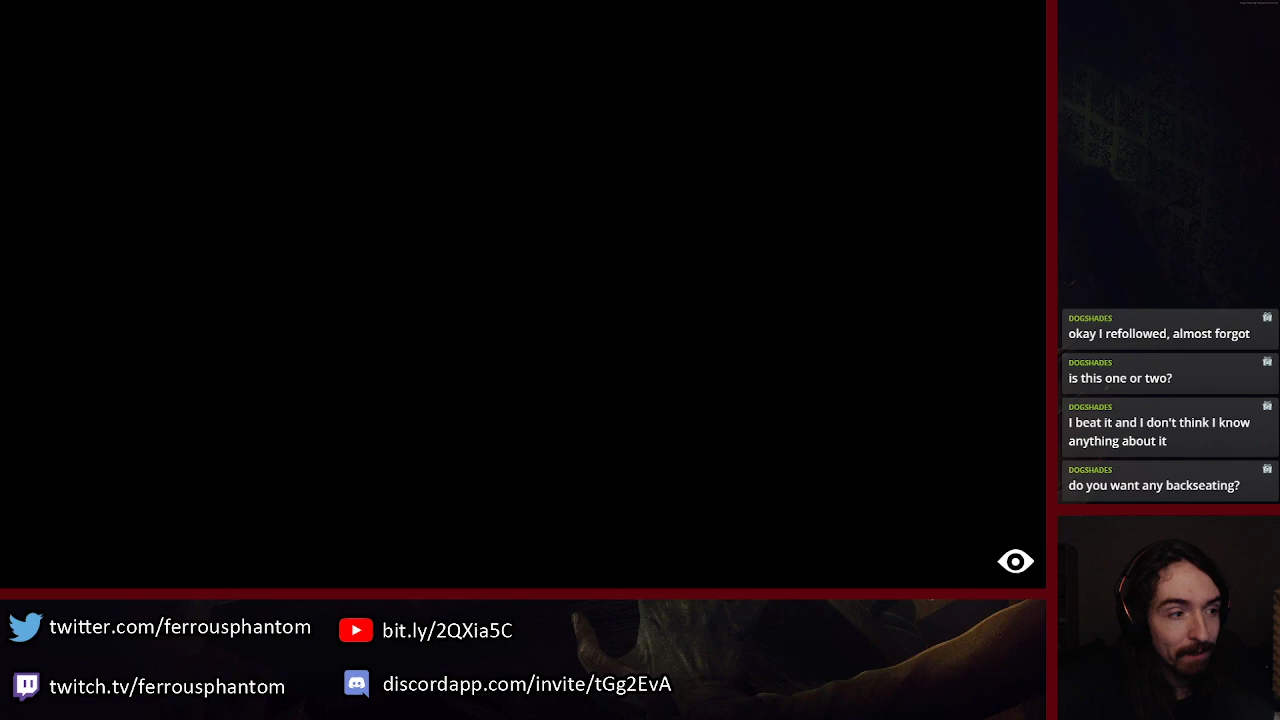 DOGSHADES
okay I refollowed, almost forgot
DOGSHADES
is this one or two?
DOGSHADES
I beat it and I don't think I know
anything about it
DOGSHADES
do you want any backseating?
twitter.com/ferrousphantom
bit.ly/2QXia5C
twitch.tv/ferrousphantom
discordapp.com/invite/tGg2EvA